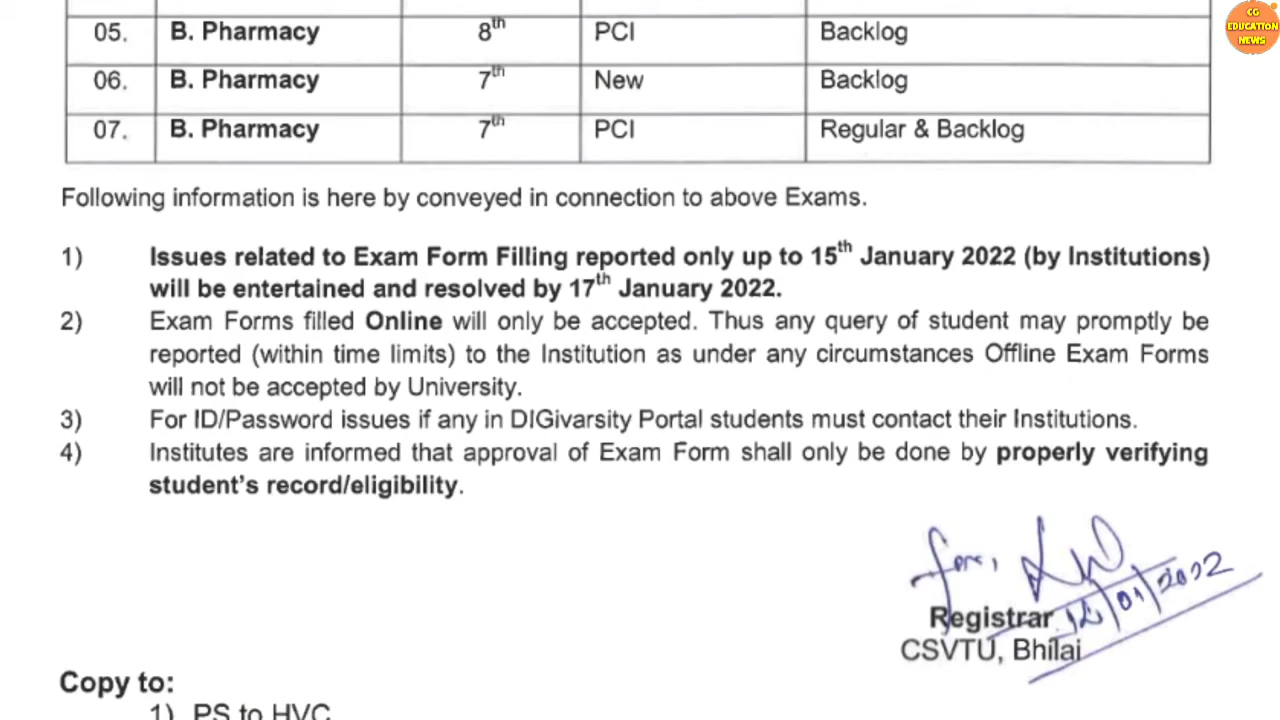 CG
EDUCATION
NEWS
05. B. Pharmacy 8th PCI Backlog
06. B. Pharmacy 7th New Backlog
07. B. Pharmacy 7th PCI Regular & Backlog
Following information is here by conveyed in connection to above Exams.
1) Issues related to Exam Form Filling reported only up to 15th January 2022 (by Institutions)
will be entertained and resolved by 17th January 2022.
2) Exam Forms filled Online will only be accepted. Thus any query of student may promptly be
reported (within time limits) to the Institution as under any circumstances Offline Exam Forms
will not be accepted by University.
3) For ID/Password issues if any in DIGivarsity Portal students must contact their Institutions.
4) Institutes are informed that approval of Exam Form shall only be done by properly verifying
student's record/eligibility.
for,
Registrar 12/01/2022
CSVTU, Bhilai
Copy to:
1) PS to HVC